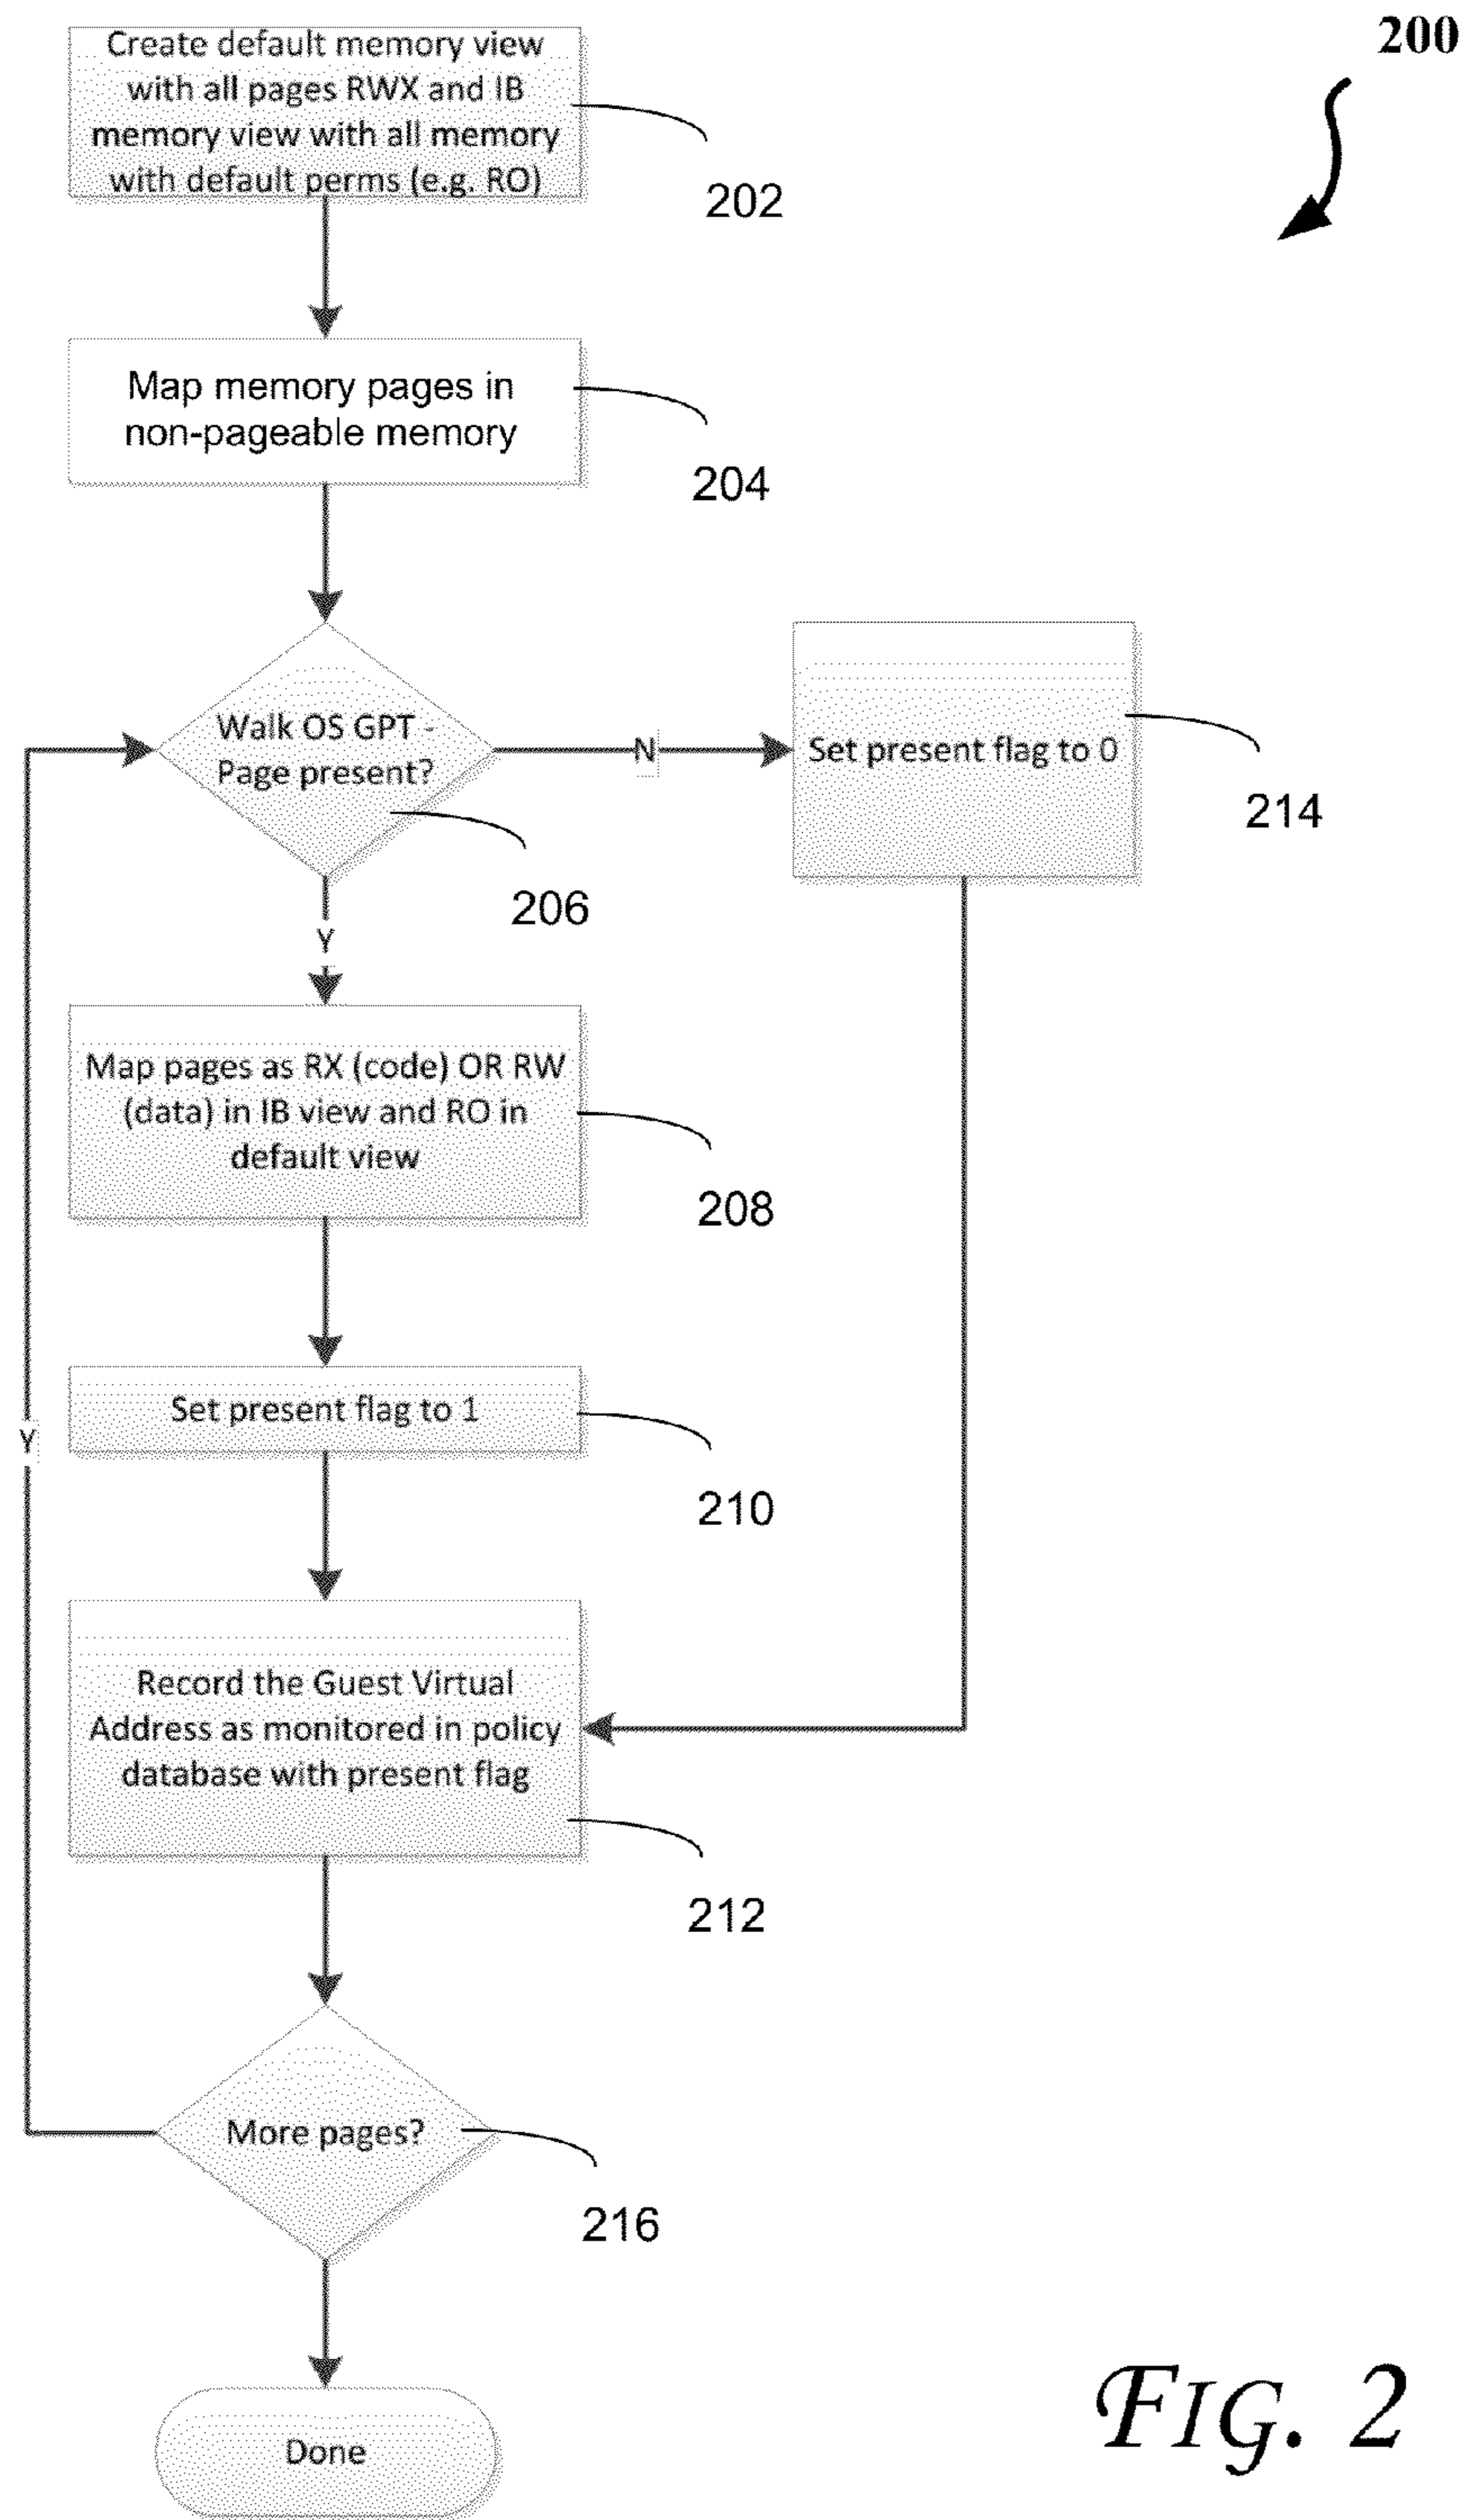 200
Create default memory view
with all pages RWX and IB
memory view with all memory
with default perms (e.g. RO)
202
Map memory pages in
non-pageable memory
204
Walk OS GPT -
Page present?
206
N
Set present flag to 0
214
Y
Map pages as RX (code) OR RW
(data) in IB view and RO in
default view
208
Set present flag to 1
210
Y
Record the Guest Virtual
Address as monitored in policy
database with present flag
212
More pages?
216
Done
FIG. 2